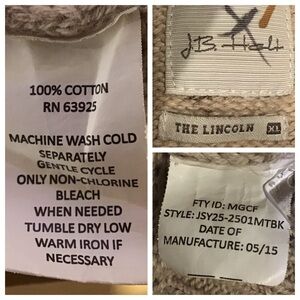 100% COTTON
RN 63925
MACHINE WASH COLD
SEPARATELY
GENTLE CYCLE
ONLY NON-CHLORINE
BLEACH
WHEN NEEDED
TUMBLE DRY LOW
WARM IRON IF
NECESSARY
J.B. Holt
THE LINCOLN XL
FTY ID: MGCF
STYLE: JSY25-2501MTBK
DATE OF
MANUFACTURE: 05/15